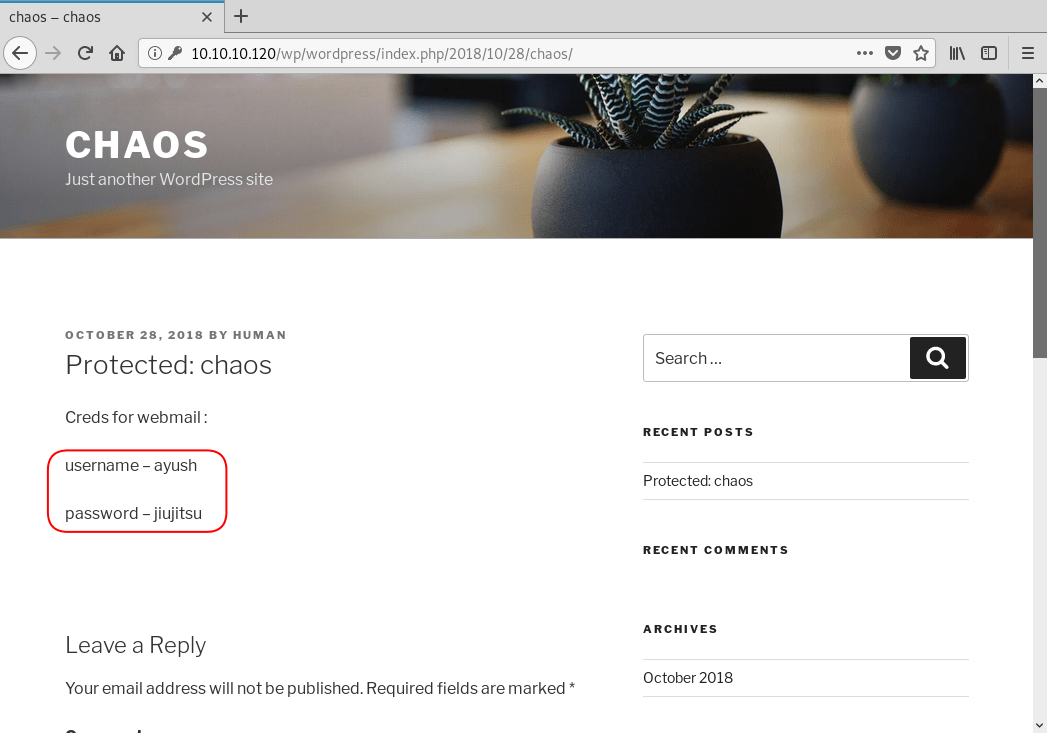 chaos – chaos
10.10.10.120/wp/wordpress/index.php/2018/10/28/chaos/
CHAOS
Just another WordPress site
OCTOBER 28, 2018 BY HUMAN
Protected: chaos
Creds for webmail :
username – ayush
password – jiujitsu
Leave a Reply
Your email address will not be published. Required fields are marked *
Search …
RECENT POSTS
Protected: chaos
RECENT COMMENTS
ARCHIVES
October 2018